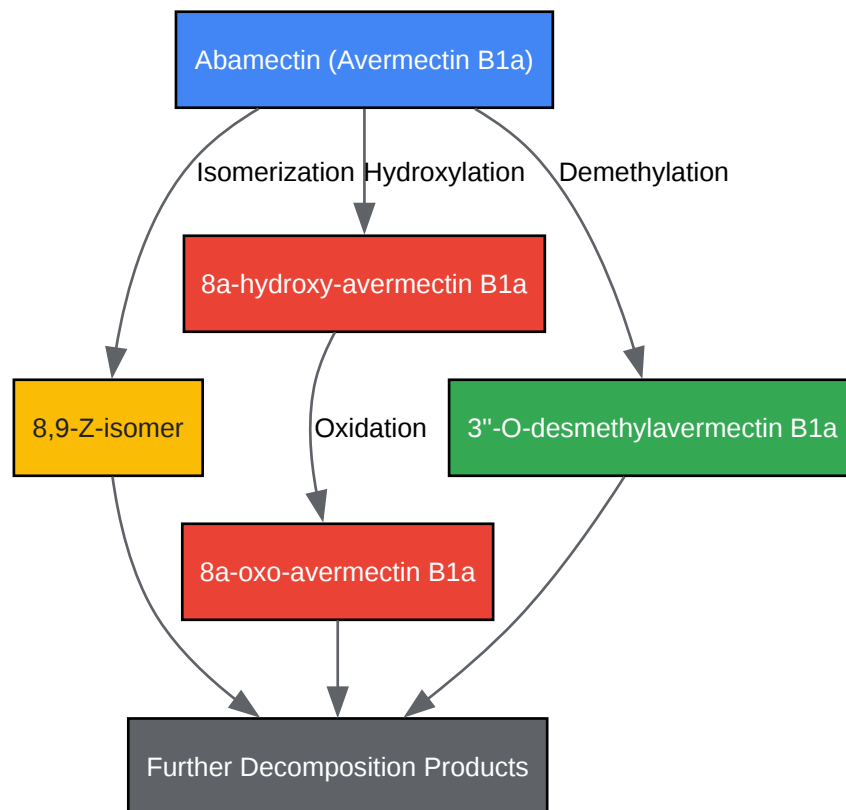 Abamectin (Avermectin B1a)
Isomerization
Hydroxylation
Demethylation
8a-hydroxy-avermectin B1a
8,9-Z-isomer
Oxidation
3"-O-desmethylavermectin B1a
8a-oxo-avermectin B1a
Further Decomposition Products